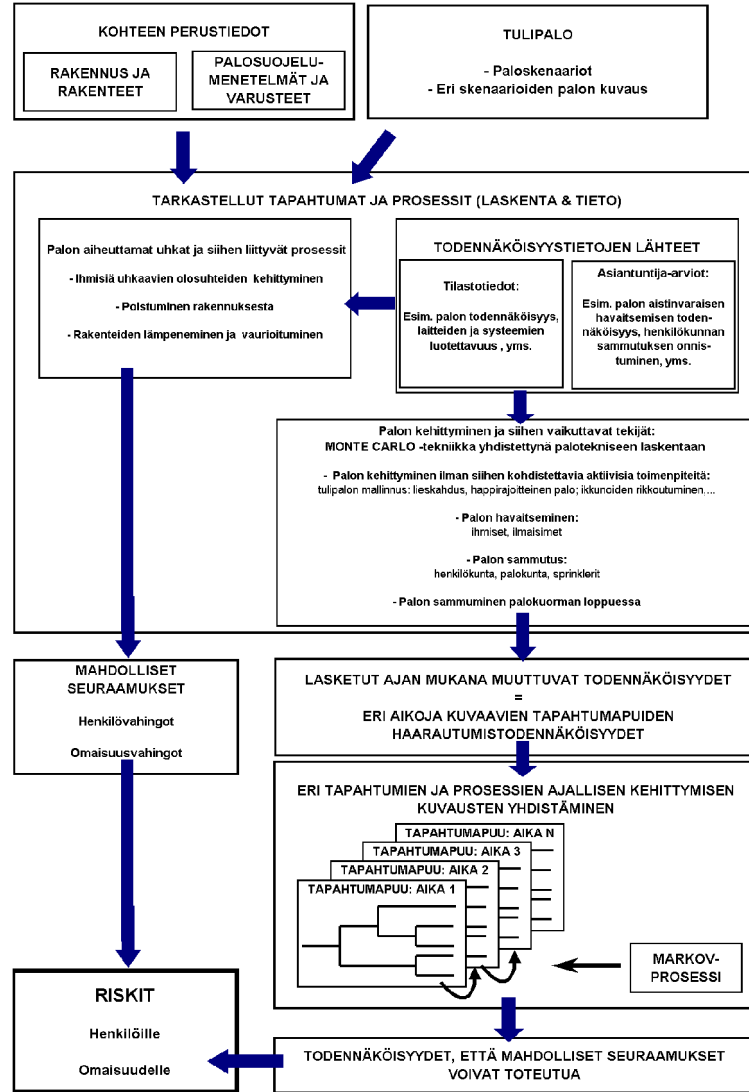 KOHTEEN PERUSTIEDOT
RAKENNUS JA
RAKENTEET
PALOSUOJELU-
MENETELMÄT JA
VARUSTEET
TULIPALO
- Paloskenaariot
- Eri skenaarioiden palon kuvaus
TARKASTELLUT TAPAHTUMAT JA PROSESSIT (LASKENTA & TIETO)
Palon aiheuttamat uhkat ja siihen liittyvät prosessit
- Ihmisiä uhkaavien olosuhteiden kehittyminen
- Poistuminen rakennuksesta
- Rakenteiden lämpeneminen ja vaurioituminen
TODENNÄKÖISYYSTIETOJEN LÄHTEET
Tilastotiedot:
Esim. palon todennäköisyys,
laitteiden ja systeemien
luotettavuus , yms.
Asiantuntija-arviot:
Esim. palon aistinvaraisen
havaitsemisen toden-
näköisyys, henkilökunnan
sammutuksen onnis-
tuminen, yms.
Palon kehittyminen ja siihen vaikuttavat tekijät:
MONTE CARLO -tekniikka yhdistettynä palotekniseen laskentaan
- Palon kehittyminen ilman siihen kohdistettavia aktiivisia toimenpiteitä:
tulipalon mallinnus: lieskahdus, happirajoitteinen palo; ikkunoiden rikkoutuminen,...
- Palon havaitseminen:
ihmiset, ilmaisimet
- Palon sammutus:
henkilökunta, palokunta, sprinklerit
- Palon sammuminen palokuorman loppuessa
MAHDOLLISET
SEURAAMUKSET
Henkilövahingot
Omaisuusvahingot
LASKETUT AJAN MUKANA MUUTTUVAT TODENNÄKÖISYYDET
=
ERI AIKOJA KUVAAVIEN TAPAHTUMAPUIDEN
HAARAUTUMISTODENNÄKÖISYYDET
ERI TAPAHTUMIEN JA PROSESSIEN AJALLISEN KEHITTYMISEN
KUVAUSTEN YHDISTÄMINEN
TAPAHTUMAPUU: AIKA N
TAPAHTUMAPUU: AIKA 3
TAPAHTUMAPUU: AIKA 2
TAPAHTUMAPUU: AIKA 1
MARKOV-
PROSESSI
RISKIT
Henkilöille
Omaisuudelle
TODENNÄKÖISYYDET, ETTÄ MAHDOLLISET SEURAAMUKSET
VOIVAT TOTEUTUA